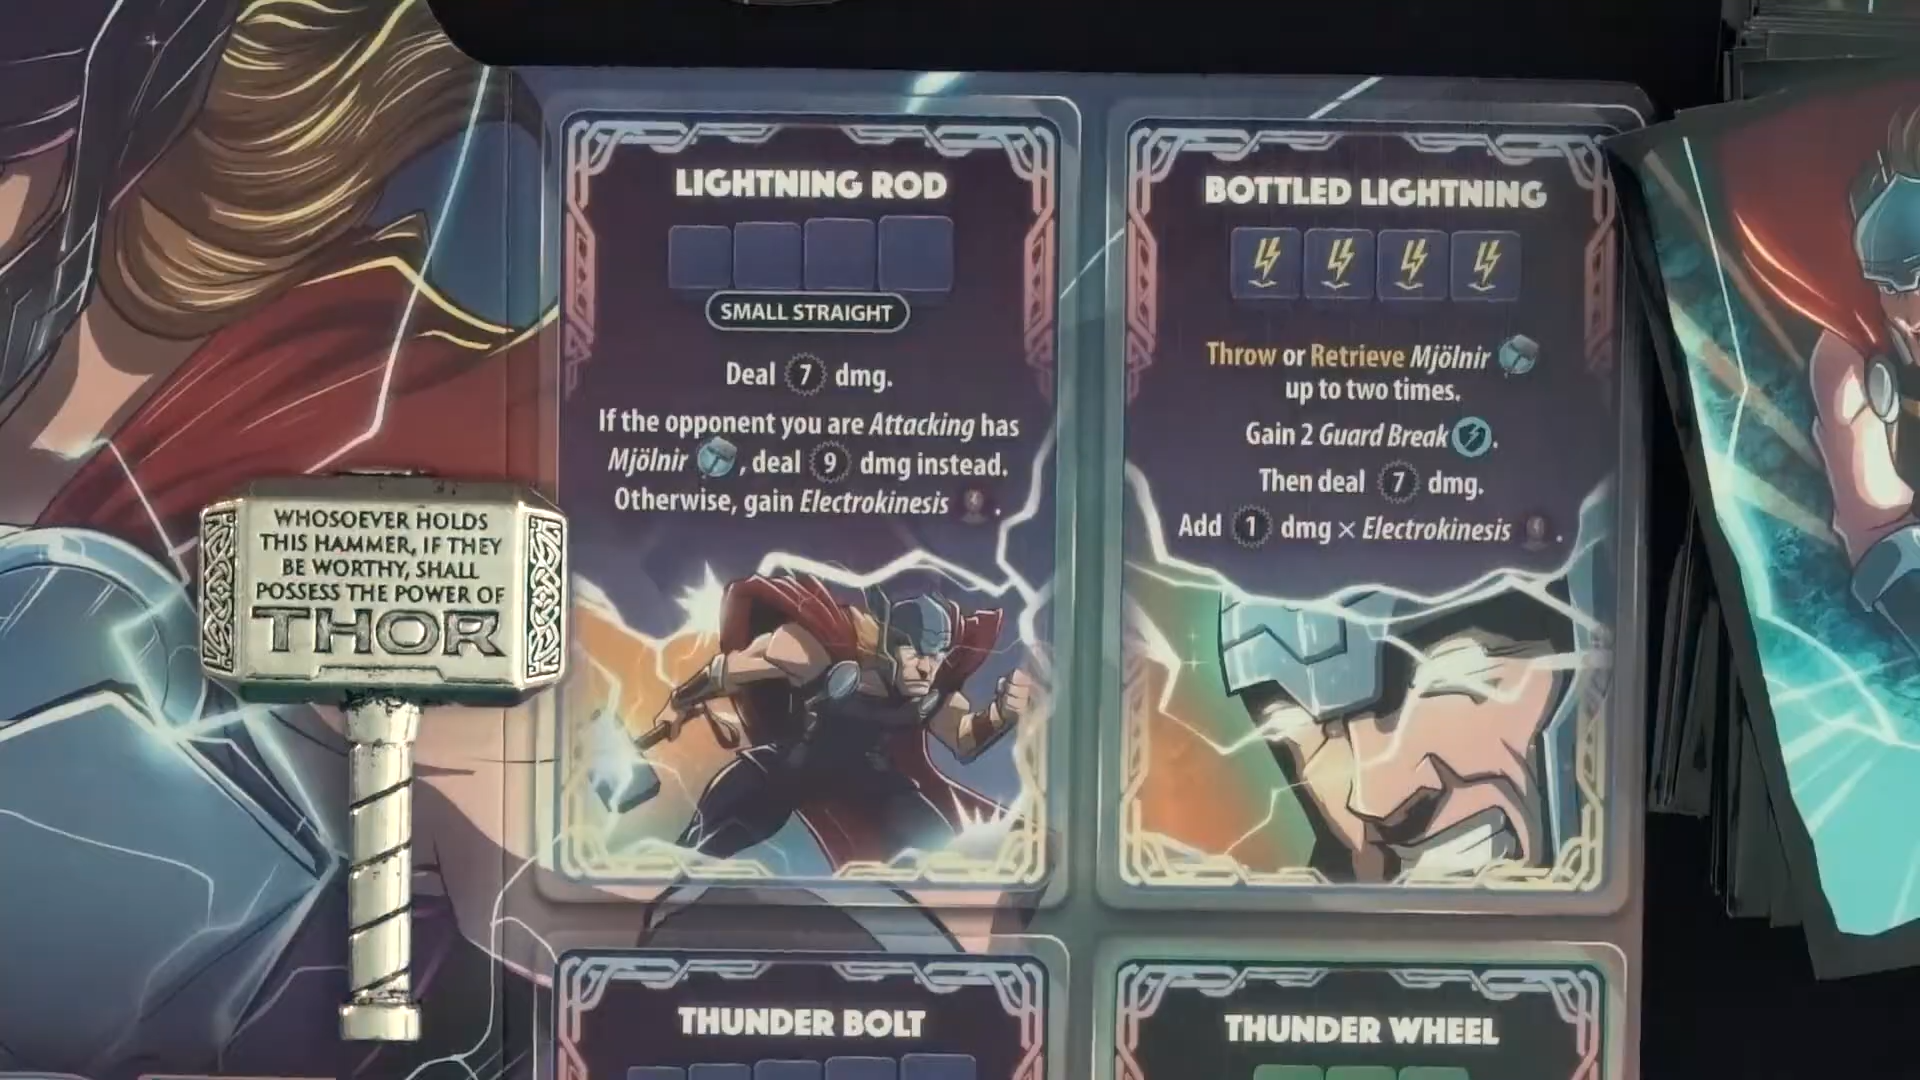 WHOSOEVER HOLDS
THIS HAMMER, IF THEY
BE WORTHY, SHALL
POSSESS THE POWER OF
THOR
LIGHTNING ROD
SMALL STRAIGHT
Deal 7 dmg.
If the opponent you are Attacking has
Mjölnir , deal 9 dmg instead.
Otherwise, gain Electrokinesis .
BOTTLED LIGHTNING
Throw or Retrieve Mjölnir
up to two times.
Gain 2 Guard Break .
Then deal 7 dmg.
Add 1 dmg × Electrokinesis .
THUNDER BOLT
THUNDER WHEEL